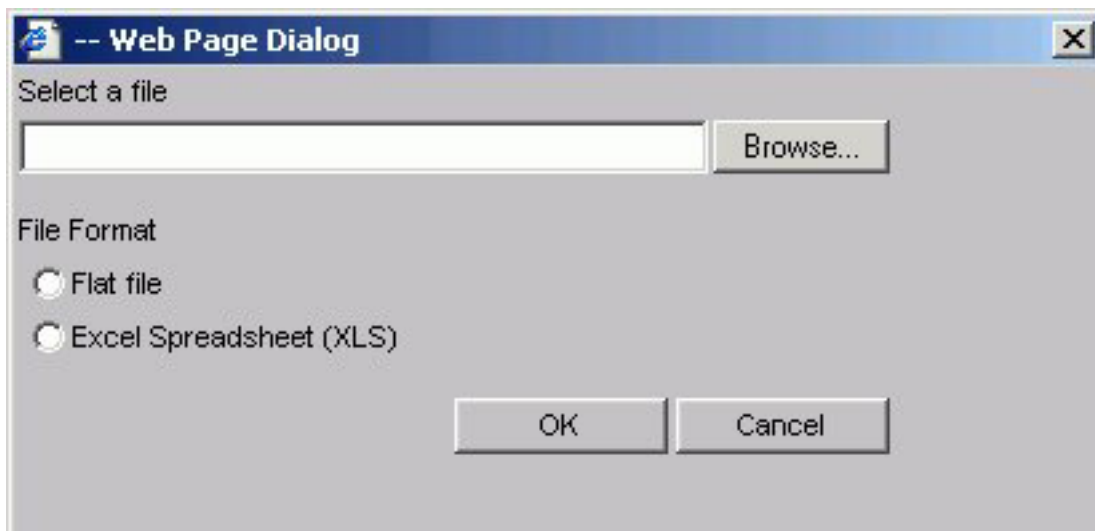 -- Web Page Dialog
Select a file
Browse...
File Format
Flat file
Excel Spreadsheet (XLS)
OK Cancel